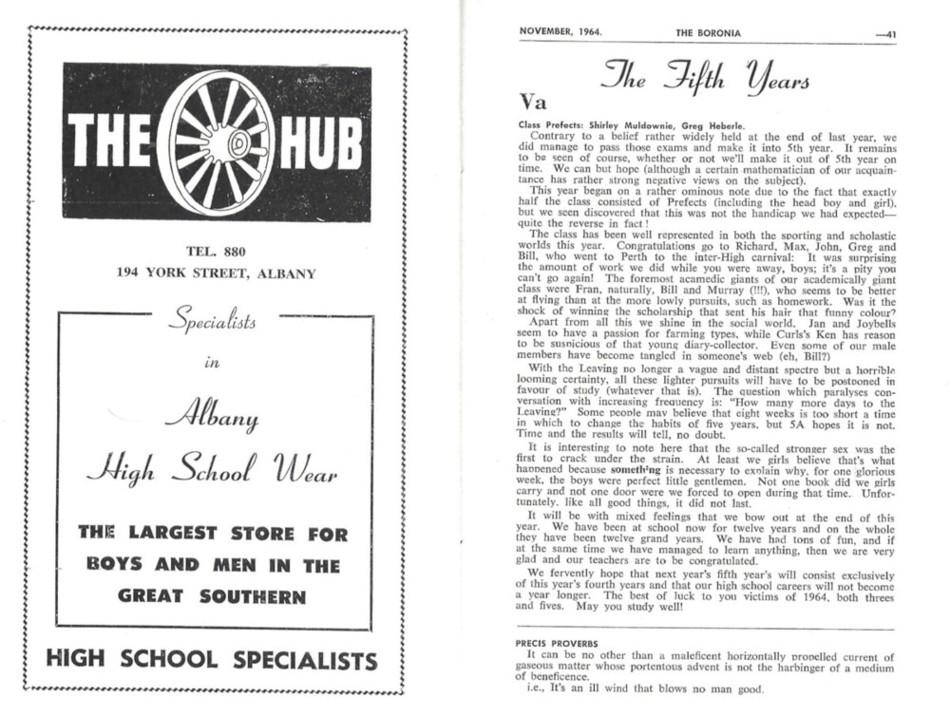 THE HUB
TEL. 880
194 YORK STREET, ALBANY
Specialists
in
Albany
High School Wear
THE LARGEST STORE FOR
BOYS AND MEN IN THE
GREAT SOUTHERN
HIGH SCHOOL SPECIALISTS
NOVEMBER, 1964. THE BORONIA —41
The Fifth Years
Va
Class Prefects: Shirley Muldownie, Greg Heberle.
Contrary to a belief rather widely held at the end of last year, we
did manage to pass those exams and make it into 5th year. It remains
to be seen of course, whether or not we'll make it out of 5th year on
time. We can but hope (although a certain mathematician of our acquain-
tance has rather strong negative views on the subject).
This year began on a rather ominous note due to the fact that exactly
half the class consisted of Prefects (including the head boy and girl),
but we seen discovered that this was not the handicap we had expected—
quite the reverse in fact!
The class has been well represented in both the sporting and scholastic
worlds this year. Congratulations go to Richard, Max, John, Greg and
Bill, who went to Perth to the inter-High carnival: It was surprising
the amount of work we did while you were away, boys; it's a pity you
can't go again! The foremost acamedic giants of our academically giant
class were Fran, naturally, Bill and Murray (!!!), who seems to be better
at flying than at the more lowly pursuits, such as homework. Was it the
shock of winning the scholarship that sent his hair that funny colour?
Apart from all this we shine in the social world. Jan and Joybells
seem to have a passion for farming types, while Curls's Ken has reason
to be suspicious of that young diary-collector. Even some of our male
members have become tangled in someone's web (eh, Bill?)
With the Leaving no longer a vague and distant spectre but a horrible
looming certainty, all these lighter pursuits will have to be postponed in
favour of study (whatever that is). The question which paralyses con-
versation with increasing frequency is: "How many more days to the
Leaving?" Some people may believe that eight weeks is too short a time
in which to change the habits of five years, but 5A hopes it is not.
Time and the results will tell, no doubt.
It is interesting to note here that the so-called stronger sex was the
first to crack under the strain. At least we girls believe that's what
happened because something is necessary to explain why, for one glorious
week, the boys were perfect little gentlemen. Not one book did we girls
carry and not one door were we forced to open during that time. Unfor-
tunately, like all good things, it did not last.
It will be with mixed feelings that we bow out at the end of this
year. We have been at school now for twelve years and on the whole
they have been twelve grand years. We have had tons of fun, and if
at the same time we have managed to learn anything, then we are very
glad and our teachers are to be congratulated.
We fervently hope that next year's fifth year's will consist exclusively
of this year's fourth years and that our high school careers will not become
a year longer. The best of luck to you victims of 1964, both threes
and fives. May you study well!
PRECIS PROVERBS
It can be no other than a maleficent horizontally propelled current of
gaseous matter whose portentous advent is not the harbinger of a medium
of beneficence.
i.e., It's an ill wind that blows no man good.